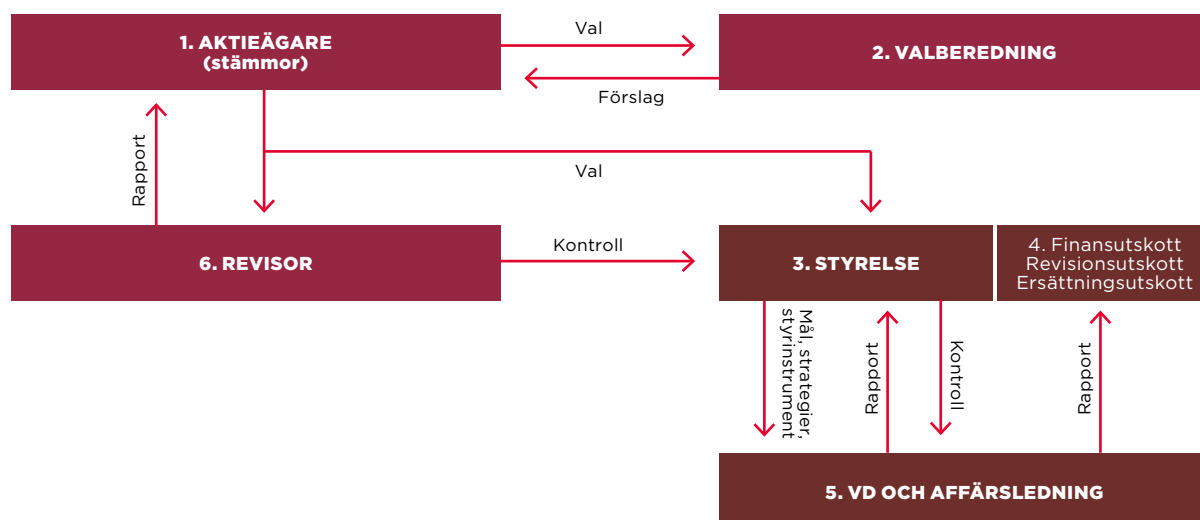 1. AKTIEÄGARE
(stämmor)
Val
2. VALBEREDNING
Förslag
Rapport
Val
6. REVISOR
Kontroll
3. STYRELSE
4. Finansutskott
Revisionsutskott
Ersättningsutskott
Mål, strategier,
styrinstrument
Rapport
Kontroll
Rapport
5. VD OCH AFFÄRSLEDNING